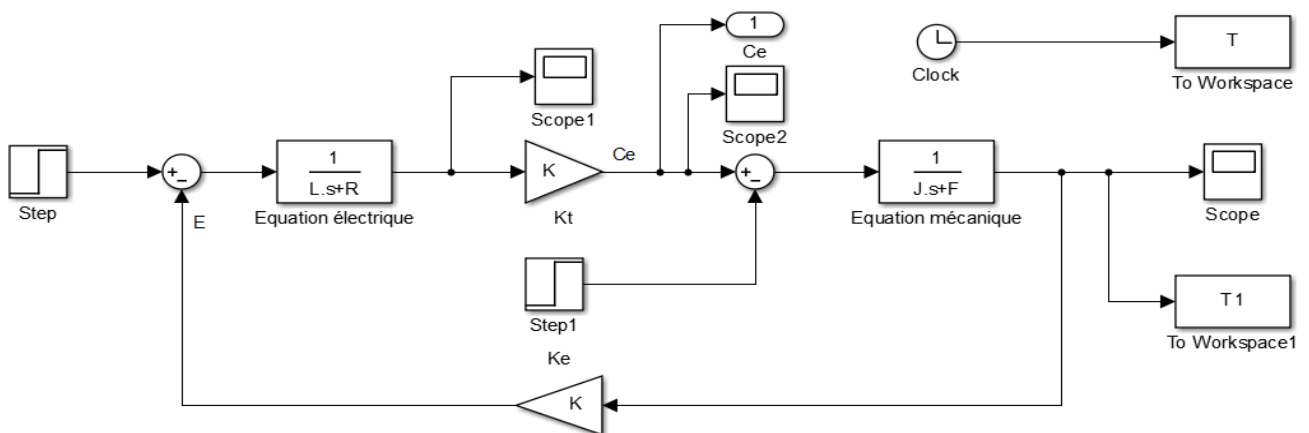 1
Ce
Clock
T
To Workspace
Scope1
Scope2
Step
+
-
1
L.s+R
Equation électrique
K
Kt
Ce
+
-
1
J.s+F
Equation mécanique
Scope
E
Step1
T1
To Workspace1
Ke
K